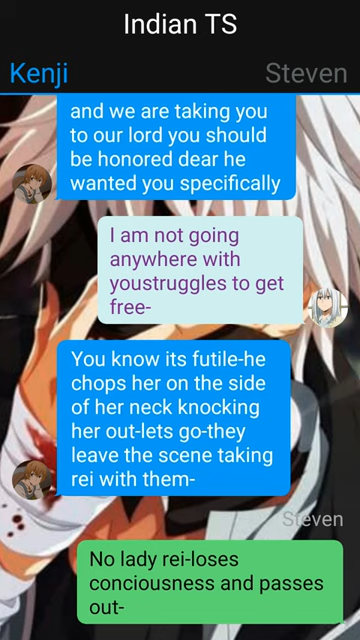 Indian TS
Kenji Steven
and we are taking you
to our lord you should
be honored dear he
wanted you specifically
I am not going
anywhere with
youstruggles to get
free-
You know its futile-he
chops her on the side
of her neck knocking
her out-lets go-they
leave the scene taking
rei with them-
Steven
No lady rei-loses
conciousness and passes
out-